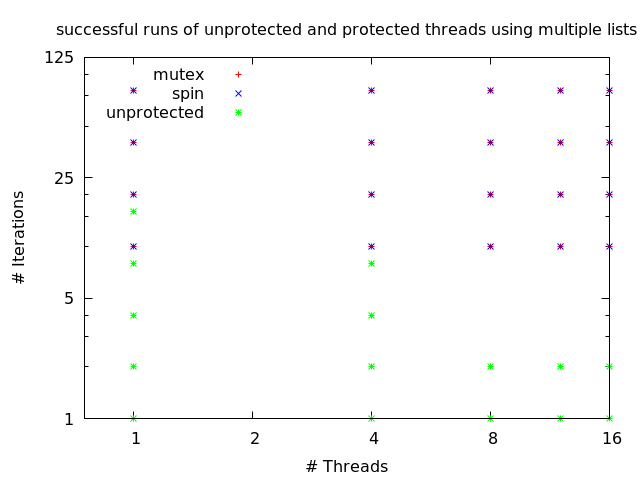 successful runs of unprotected and protected threads using multiple lists
125
mutex
spin
unprotected
25
# Iterations
5
1
1 2 4 8 16
# Threads